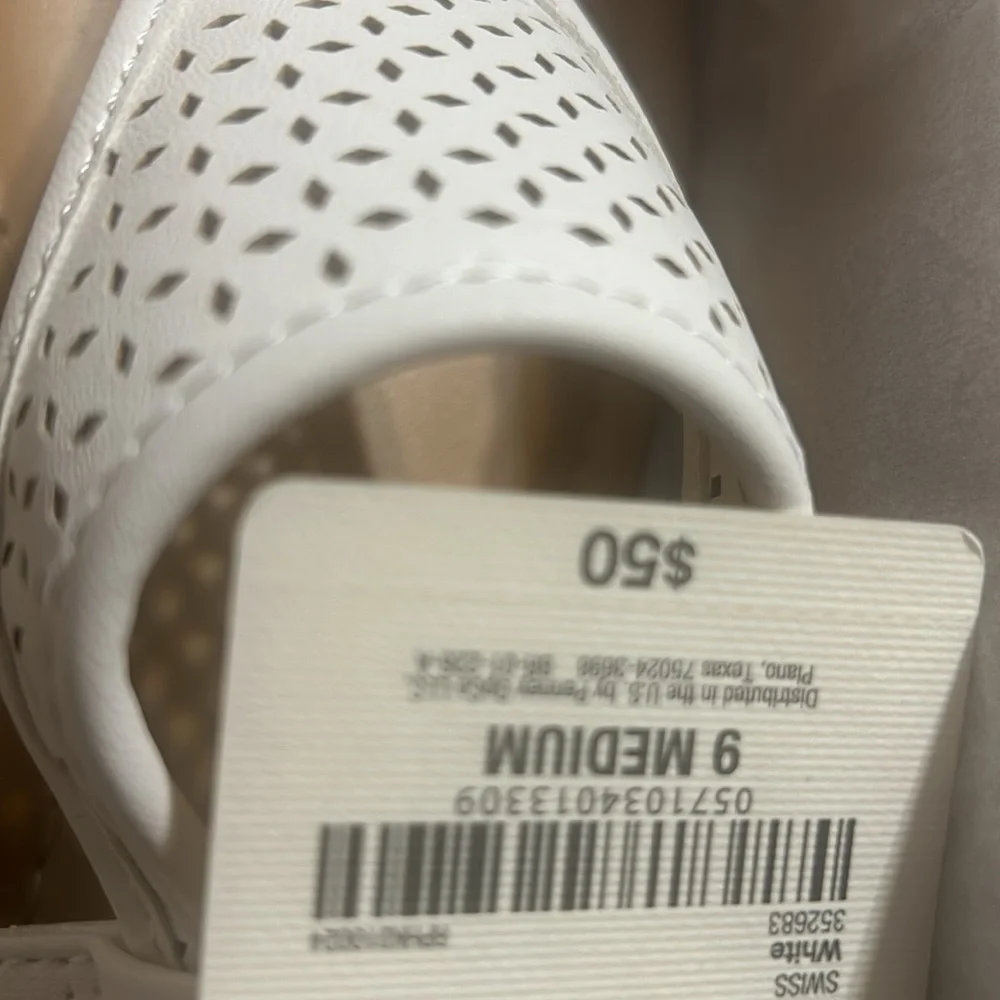 SWISS
White
352683
0571034013309
9 MEDIUM
Distributed in the U.S. by Penney OpCo LLC,
Plano, Texas 75024-3698
$50